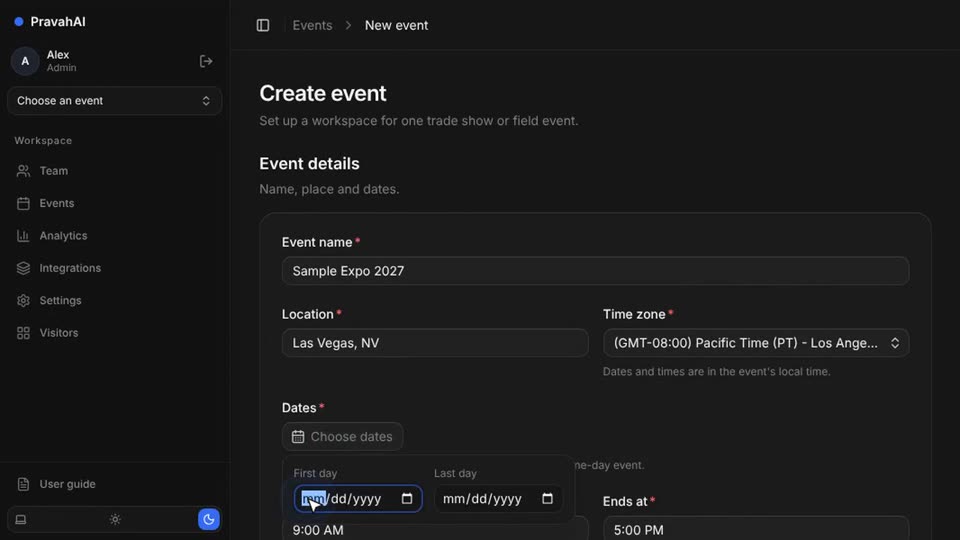 PravahAI
Events > New event
A
Alex
Admin
Choose an event
Workspace
Team
Events
Analytics
Integrations
Settings
Visitors
User guide
Create event
Set up a workspace for one trade show or field event.
Event details
Name, place and dates.
Event name*
Sample Expo 2027
Location*
Time zone*
Las Vegas, NV
(GMT-08:00) Pacific Time (PT) - Los Ange...
Dates and times are in the event's local time.
Dates*
Choose dates
ne-day event.
First day
Last day
mm/dd/yyyy
mm/dd/yyyy
Ends at*
9:00 AM
5:00 PM